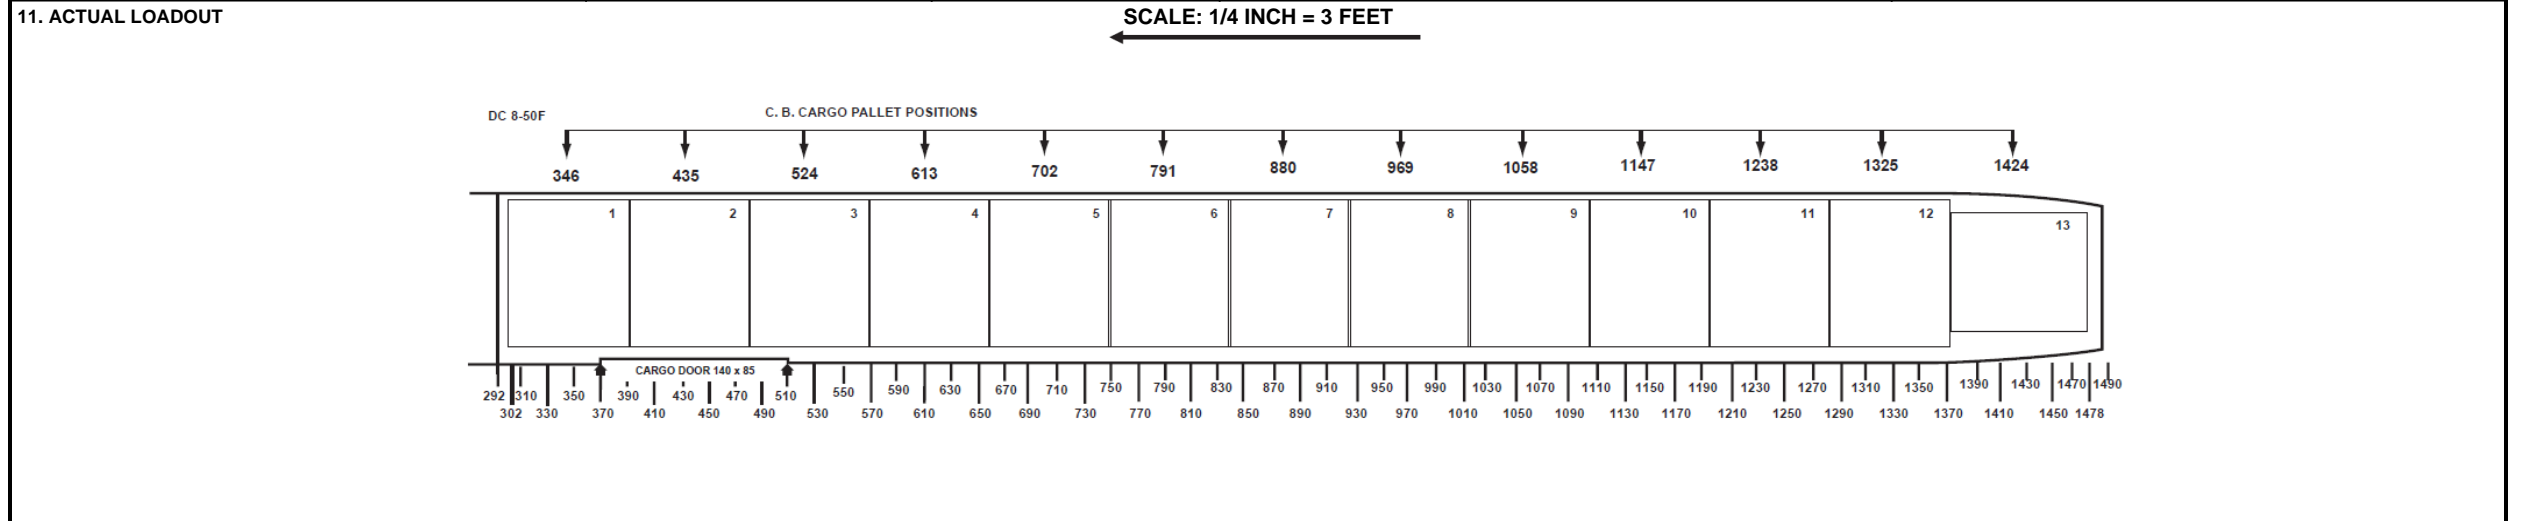 11. ACTUAL LOADOUT
SCALE: 1/4 INCH = 3 FEET
DC 8-50F
C. B. CARGO PALLET POSITIONS
346 435 524 613 702 791 880 969 1058 1147 1238 1325 1424
1 2 3 4 5 6 7 8 9 10 11 12 13
CARGO DOOR 140 x 85
292 310 350 390 430 470 510 550 590 630 670 710 750 790 830 870 910 950 990 1030 1070 1110 1150 1190 1230 1270 1310 1350 1390 1430 1470 1490
302 330 370 410 450 490 530 570 610 650 690 730 770 810 850 890 930 970 1010 1050 1090 1130 1170 1210 1250 1290 1330 1370 1410 1450 1478